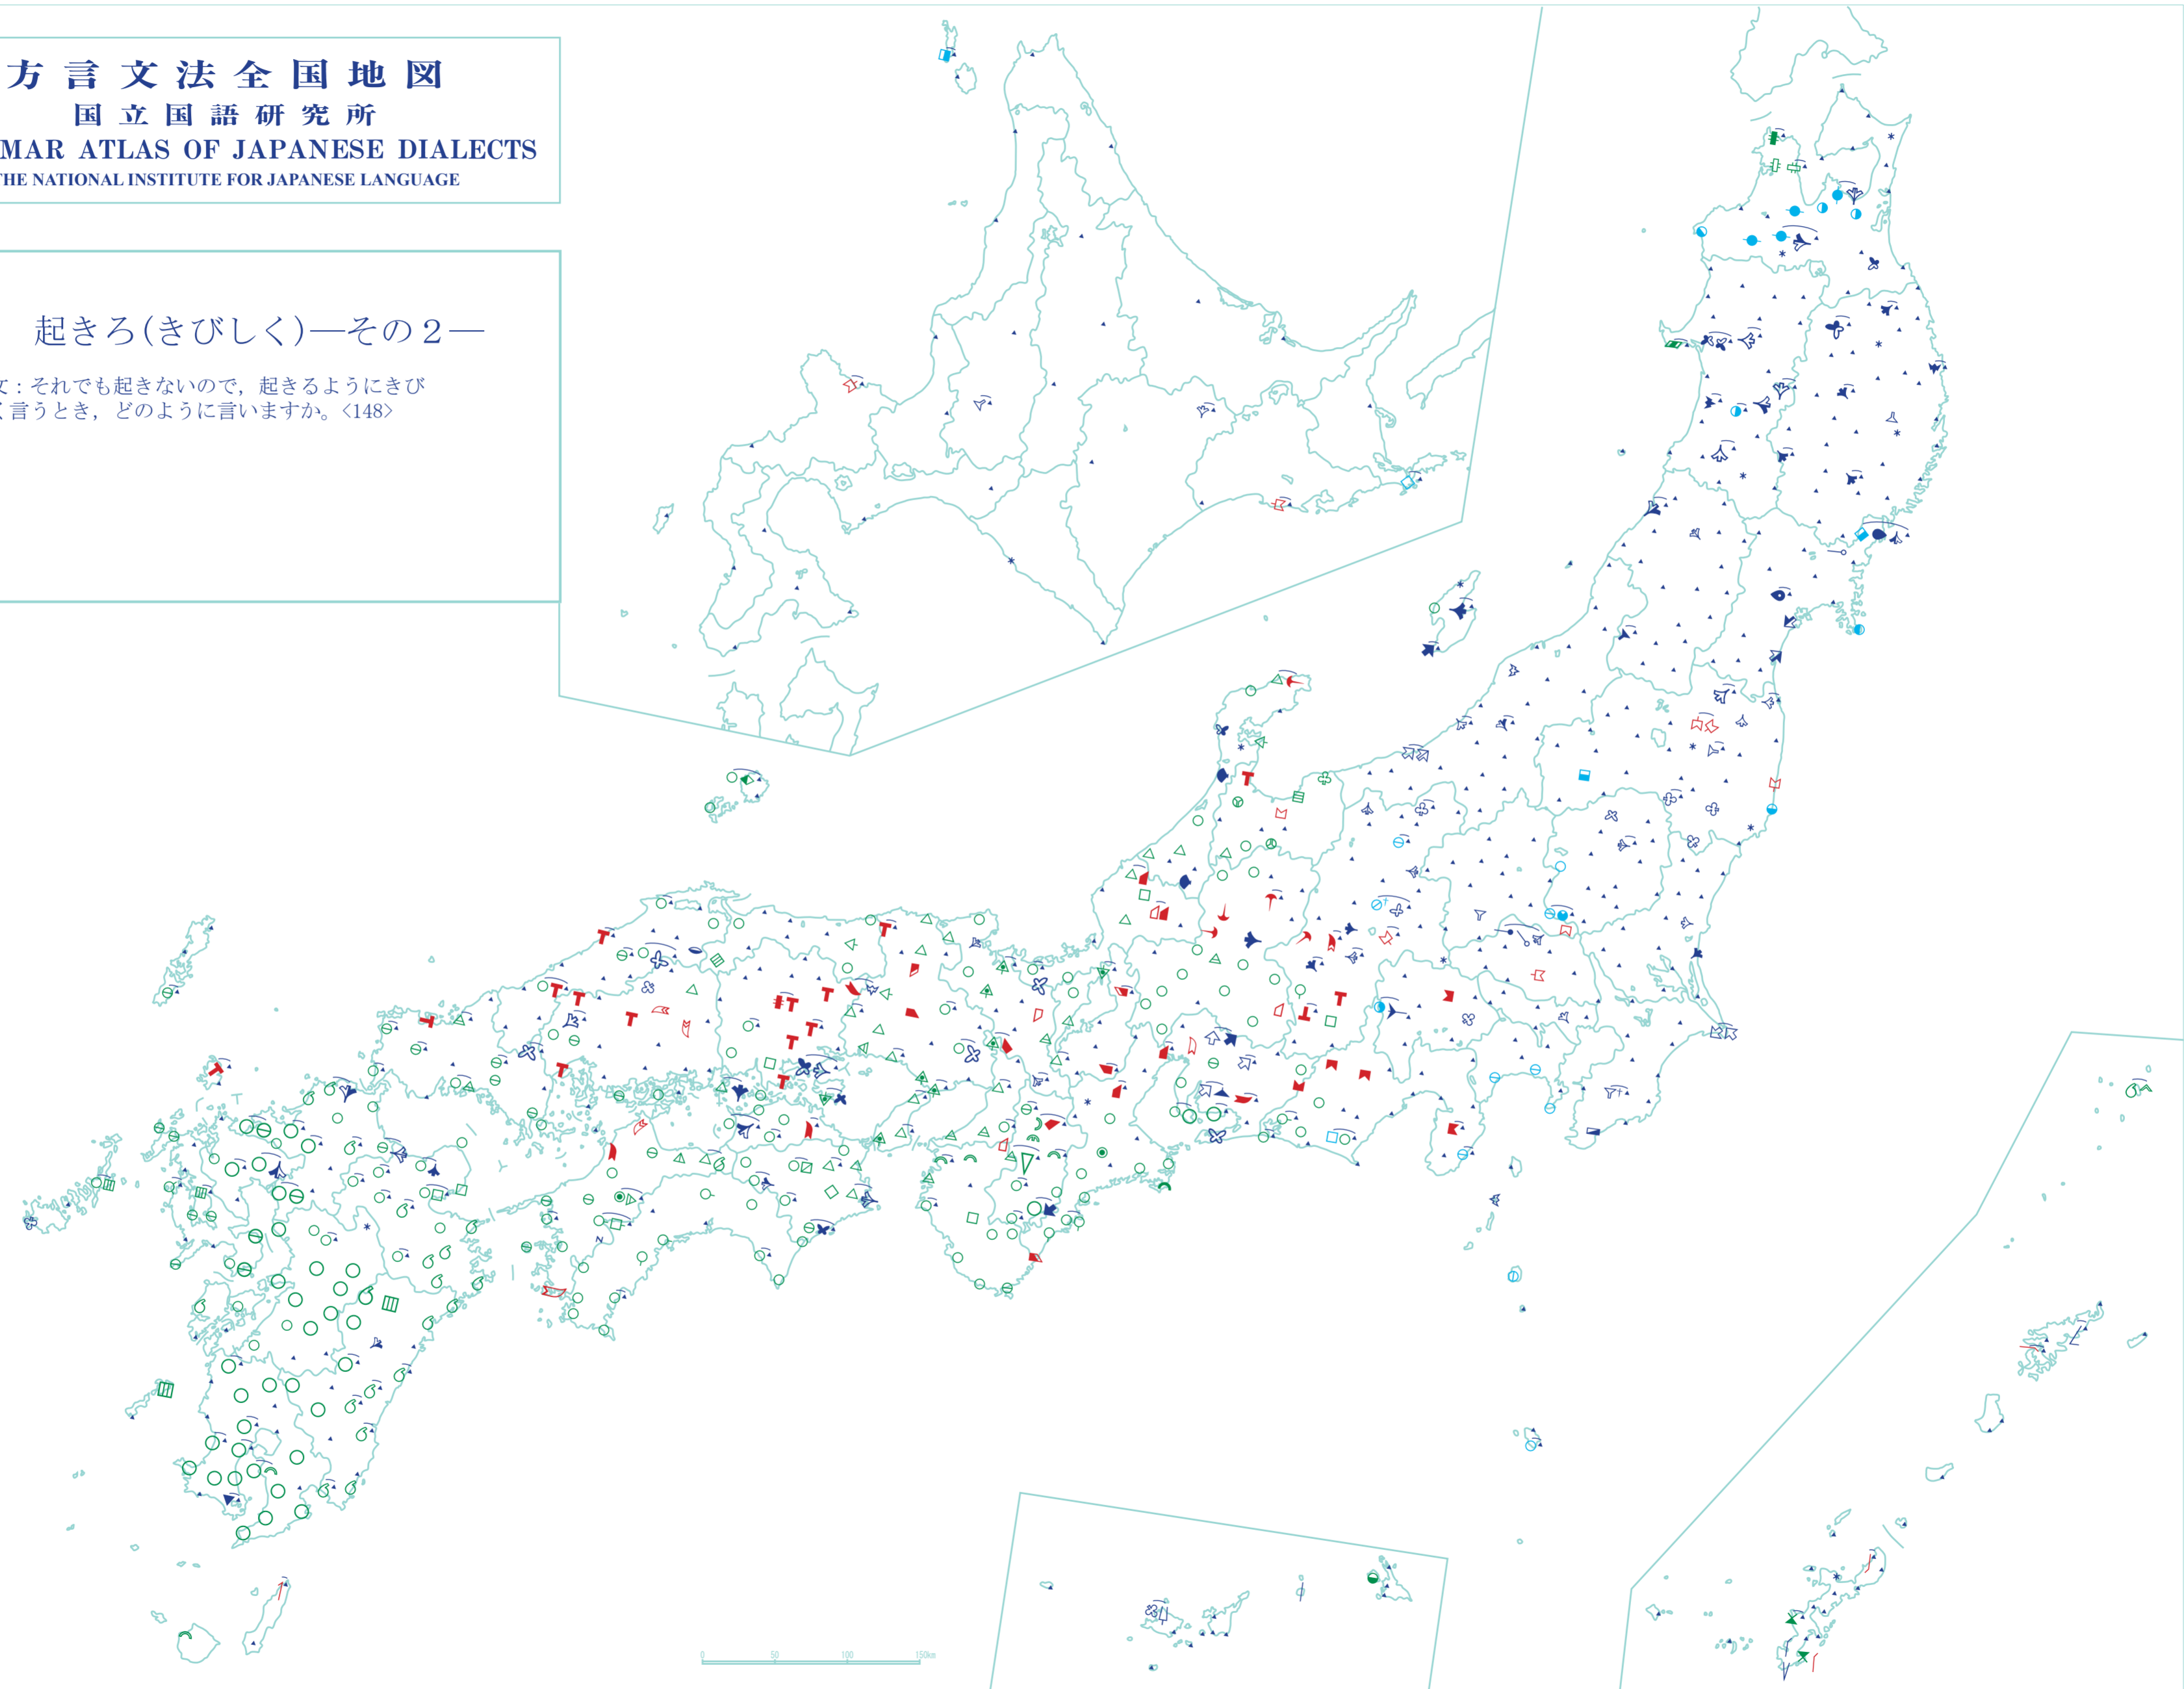 方言文法全国地図
国立国語研究所
MAR ATLAS OF JAPANESE DIALECTS
THE NATIONAL INSTITUTE FOR JAPANESE LANGUAGE
起きろ(きびしく)―その2―
文:それでも起きないので,起きるようにきび
く言うとき,どのように言いますか。〈148〉
0 50 100 150km